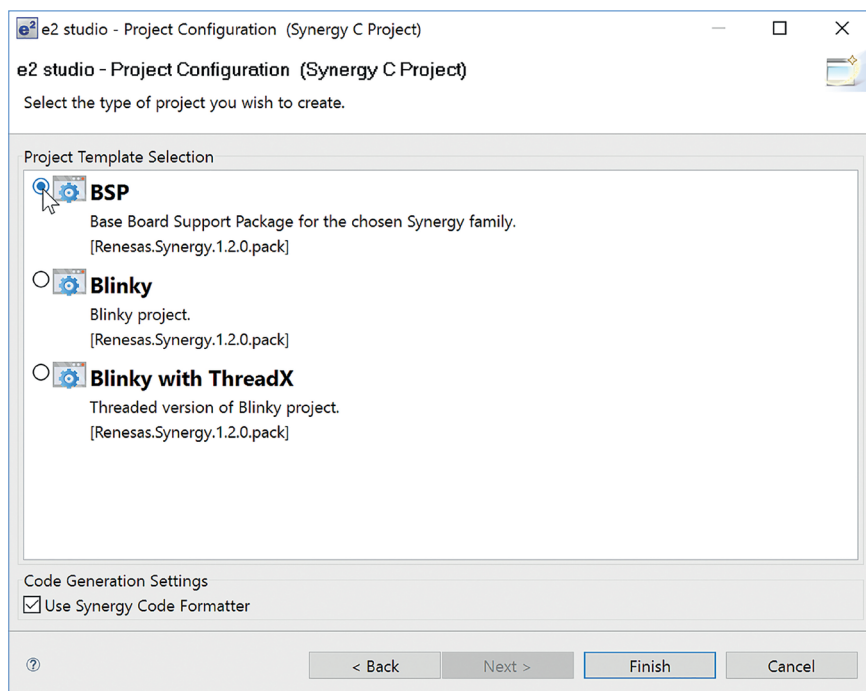 e2 studio - Project Configuration (Synergy C Project)
e2 studio - Project Configuration (Synergy C Project)
Select the type of project you wish to create.
Project Template Selection
BSP
Base Board Support Package for the chosen Synergy family.
[Renesas.Synergy.1.2.0.pack]
Blinky
Blinky project.
[Renesas.Synergy.1.2.0.pack]
Blinky with ThreadX
Threaded version of Blinky project.
[Renesas.Synergy.1.2.0.pack]
Code Generation Settings
Use Synergy Code Formatter
? < Back Next > Finish Cancel